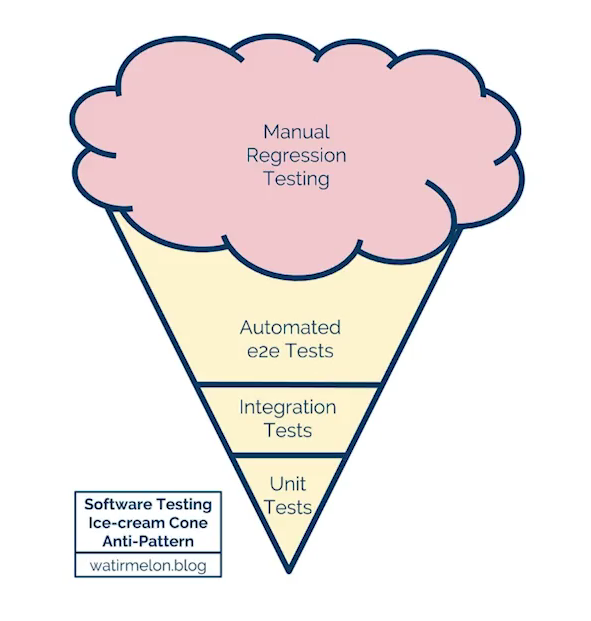 Manual
Regression
Testing
Automated
e2e Tests
Integration
Tests
Unit
Tests
Software Testing
Ice-cream Cone
Anti-Pattern
watirmelon.blog